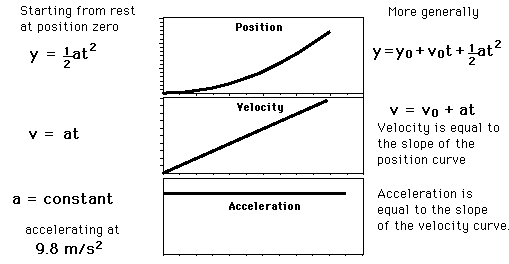 Starting from rest
at position zero
y = ½at²
Position
More generally
y=y₀+v₀t+½at²
v = at
Velocity
v = v₀ + at
Velocity is equal to
the slope of the
position curve
a = constant
accelerating at
9.8 m/s²
Acceleration
Acceleration is
equal to the slope
of the velocity curve.